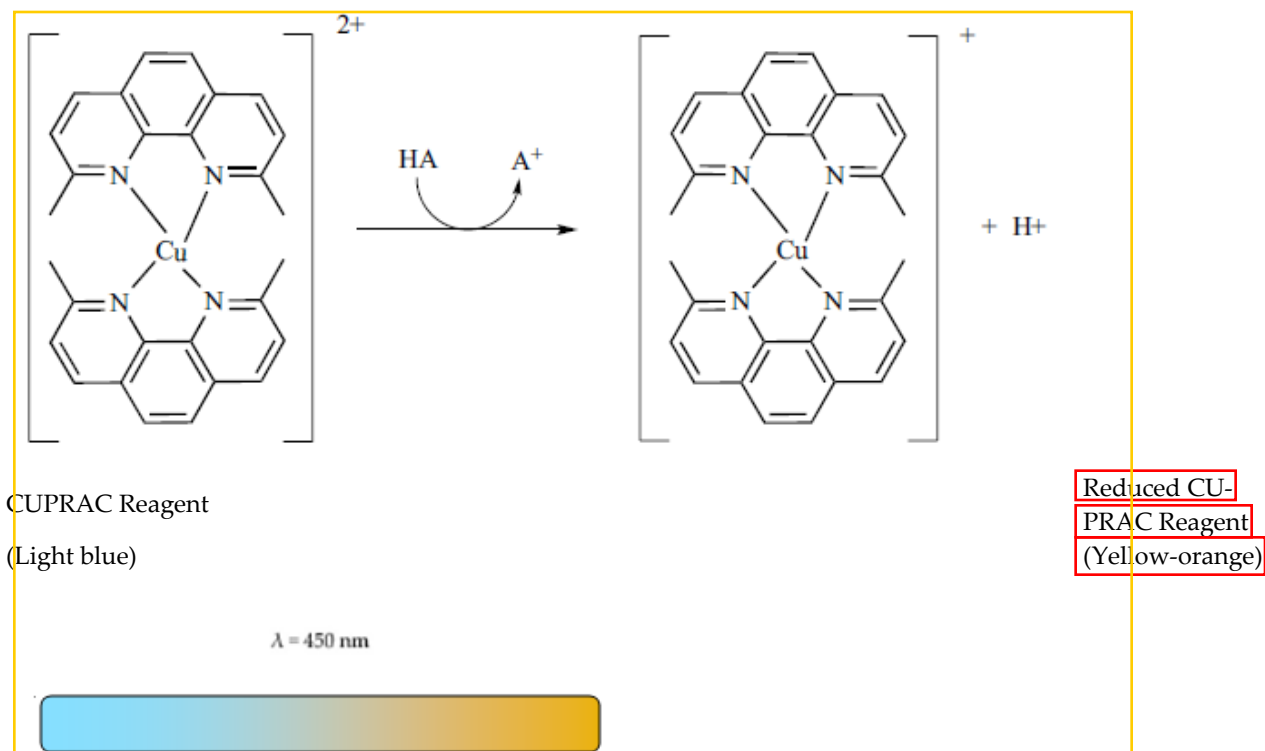 2+
+
HA
A+
N
N
N
N
Cu
Cu
+ H+
N
N
N
N
CUPRAC Reagent
(Light blue)
Reduced CU-
PRAC Reagent
(Yellow-orange)
λ = 450 nm